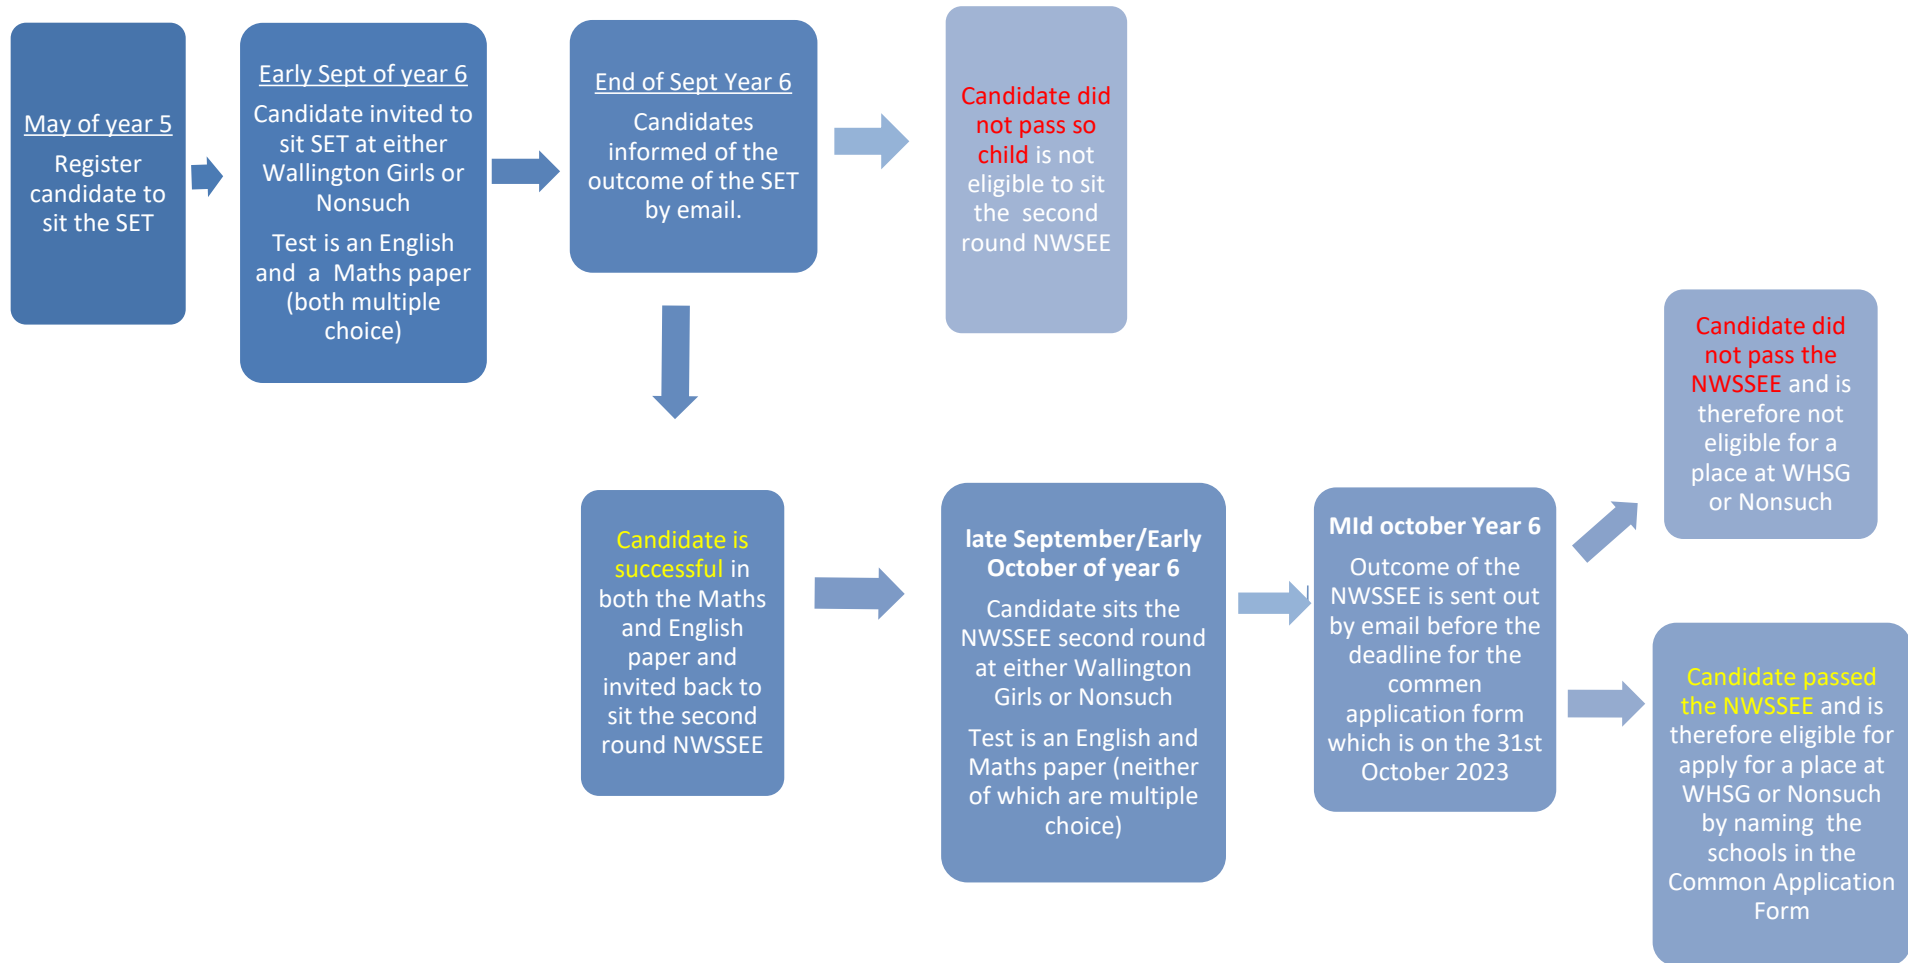 May of year 5
Register
candidate to
sit the SET
Early Sept of year 6
Candidate invited to
sit SET at either
Wallington Girls or
Nonsuch
Test is an English
and a Maths paper
(both multiple
choice)
End of Sept Year 6
Candidates
informed of the
outcome of the SET
by email.
Candidate did
not pass so
child is not
eligible to sit
the second
round NWSEE
Candidate is
successful in
both the Maths
and English
paper and
invited back to
sit the second
round NWSSEE
late September/Early
October of year 6
Candidate sits the
NWSSEE second round
at either Wallington
Girls or Nonsuch
Test is an English and
Maths paper (neither
of which are multiple
choice)
MId october Year 6
Outcome of the
NWSSEE is sent out
by email before the
deadline for the
commen
application form
which is on the 31st
October 2023
Candidate did
not pass the
NWSSEE and is
therefore not
eligible for a
place at WHSG
or Nonsuch
Candidate passed
the NWSSEE and is
therefore eligible for
apply for a place at
WHSG or Nonsuch
by naming the
schools in the
Common Application
Form